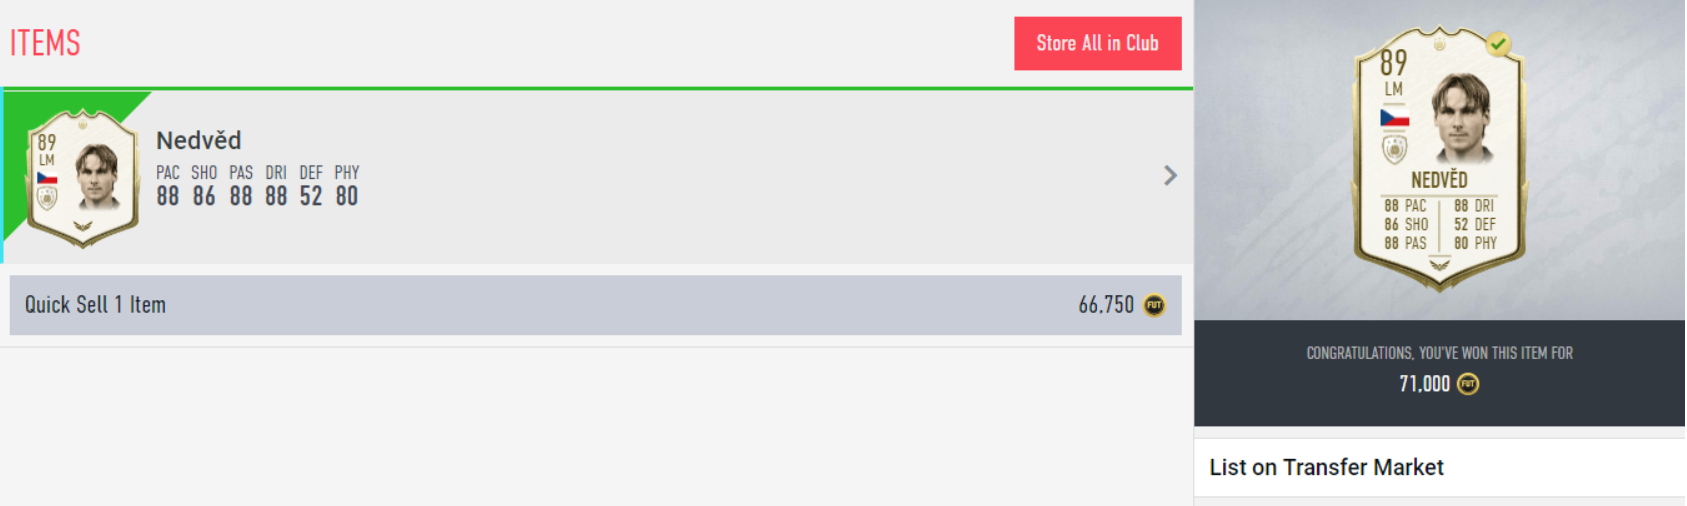 ITEMS
Store All in Club
89
LM
Nedvěd
PAC SHO PAS DRI DEF PHY
88 86 88 88 52 80
Quick Sell 1 Item
66,750 FUT
89
LM
NEDVĚD
88 PAC 88 DRI
86 SHO 52 DEF
88 PAS 80 PHY
CONGRATULATIONS, YOU'VE WON THIS ITEM FOR
71,000 FUT
List on Transfer Market